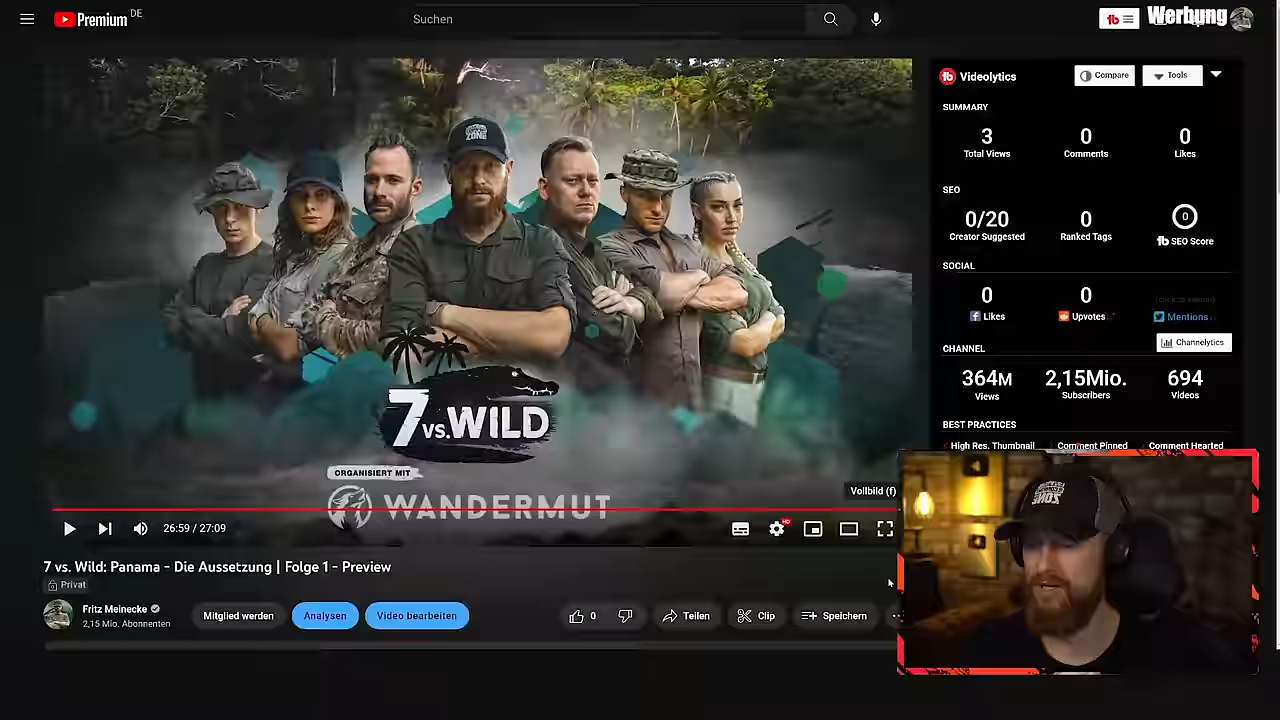 Premium DE
Suchen
Werbung
Videolytics
Compare
Tools
SUMMARY
3
0
0
Total Views
Comments
Likes
SEO
0/20
0
0
Creator Suggested
Ranked Tags
SEO Score
SOCIAL
0
0
Likes
Upvotes
Mentions
CHANNEL
Channelytics
364M
2,15Mio.
694
Views
Subscribers
Videos
BEST PRACTICES
High Res. Thumbnail
Comment Pinned
Comment Hearted
ZONE
7 vs. WILD
ORGANISIERT MIT
WANDERMUT
Vollbild (f)
26:59 / 27:09
HD
7 vs. Wild: Panama - Die Aussetzung | Folge 1 - Preview
Privat
Fritz Meinecke
2,15 Mio. Abonnenten
Mitglied werden
Analysen
Video bearbeiten
0
Teilen
Clip
Speichern